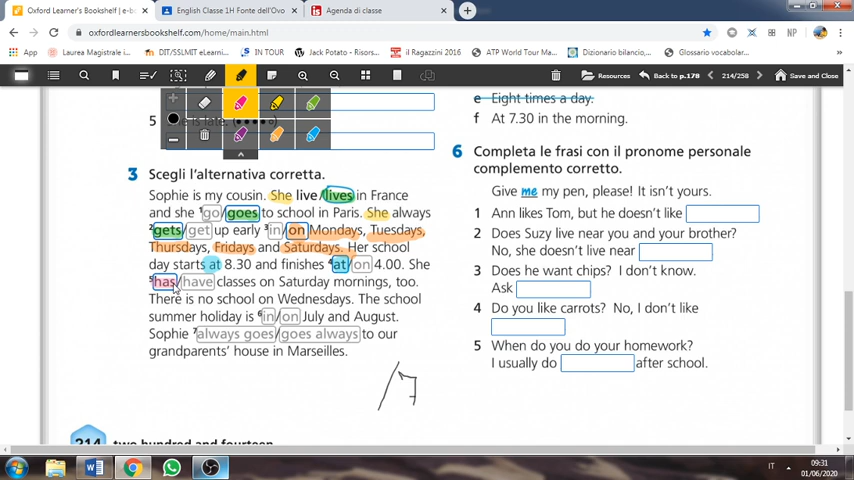 Oxford Learner's Bookshelf | e-b
English Classe 1H Fonte dell'Ovo
Agenda di classe
oxfordlearnersbookshelf.com/home/main.html
App
Laurea Magistrale i...
DIT/SSLMIT eLearni...
IN TOUR
Jack Potato - Risors...
il Ragazzini 2016
ATP World Tour Ma...
Dizionario bilancio,...
Glossario vocabolar...
Resources
Back to p.178
214/258
Save and Close
5
e is late. (
e Eight times a day.
f At 7.30 in the morning.
3 Scegli l'alternativa corretta.
Sophie is my cousin. She live/lives in France
and she 1go/goes to school in Paris. She always
2gets/get up early 3in/on Mondays, Tuesdays,
Thursdays, Fridays and Saturdays. Her school
day starts at 8.30 and finishes 4at/on 4.00. She
5has/have classes on Saturday mornings, too.
There is no school on Wednesdays. The school
summer holiday is 6in/on July and August.
Sophie 7always goes/goes always to our
grandparents' house in Marseilles.
6 Completa le frasi con il pronome personale
complemento corretto.
Give me my pen, please! It isn't yours.
1 Ann likes Tom, but he doesn't like
2 Does Suzy live near you and your brother?
No, she doesn't live near
3 Does he want chips? I don't know.
Ask
4 Do you like carrots? No, I don't like
5 When do you do your homework?
I usually do after school.
214 two hundred and fourteen
IT
09:31
01/06/2020